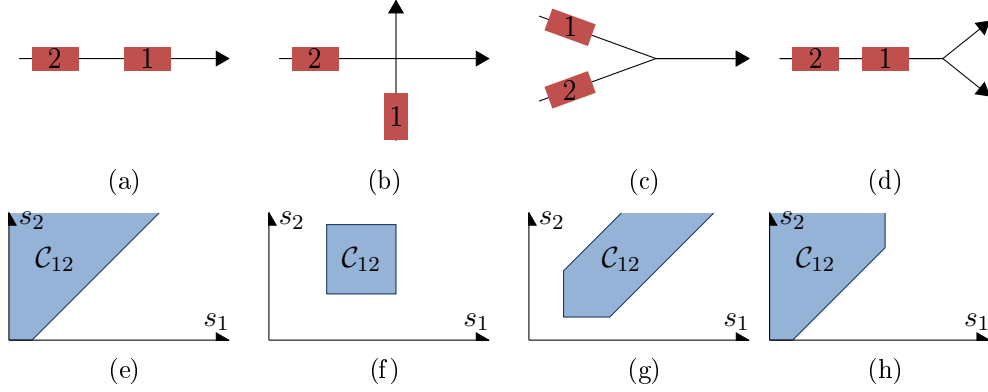 2 1
2 1
1 2
2 1
(a) (b) (c) (d)
s₂ C₁₂ s₁
s₂ C₁₂ s₁
s₂ C₁₂ s₁
s₂ C₁₂ s₁
(e) (f) (g) (h)